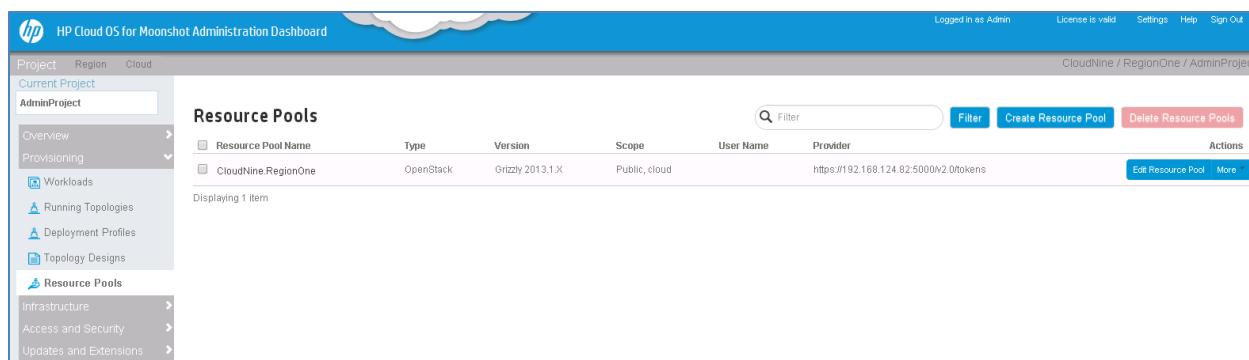 hp HP Cloud OS for Moonshot Administration Dashboard Logged in as Admin License is valid Settings Help Sign Out
Project Region Cloud CloudNine / RegionOne / AdminProje
Current Project
AdminProject
Overview
Provisioning
Workloads
Running Topologies
Deployment Profiles
Topology Designs
Resource Pools
Infrastructure
Access and Security
Updates and Extensions
Resource Pools Filter Filter Create Resource Pool Delete Resource Pools
Resource Pool Name Type Version Scope User Name Provider Actions
CloudNine.RegionOne OpenStack Grizzly 2013.1.X Public, cloud https://192.168.124.82:5000/v2.0/tokens Edit Resource Pool More
Displaying 1 item